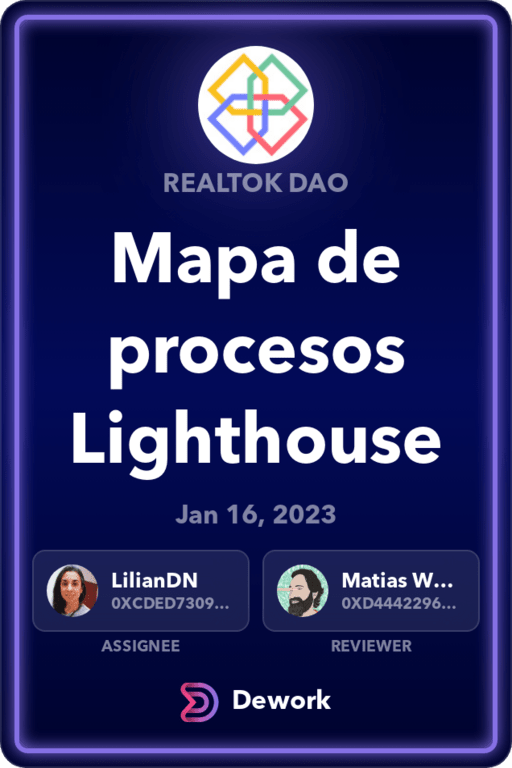 REALTOK DAO
Mapa de
procesos
Lighthouse
Jan 16, 2023
LilianDN
0XCDED7309...
ASSIGNEE
Matias W...
0XD4442296...
REVIEWER
Dework